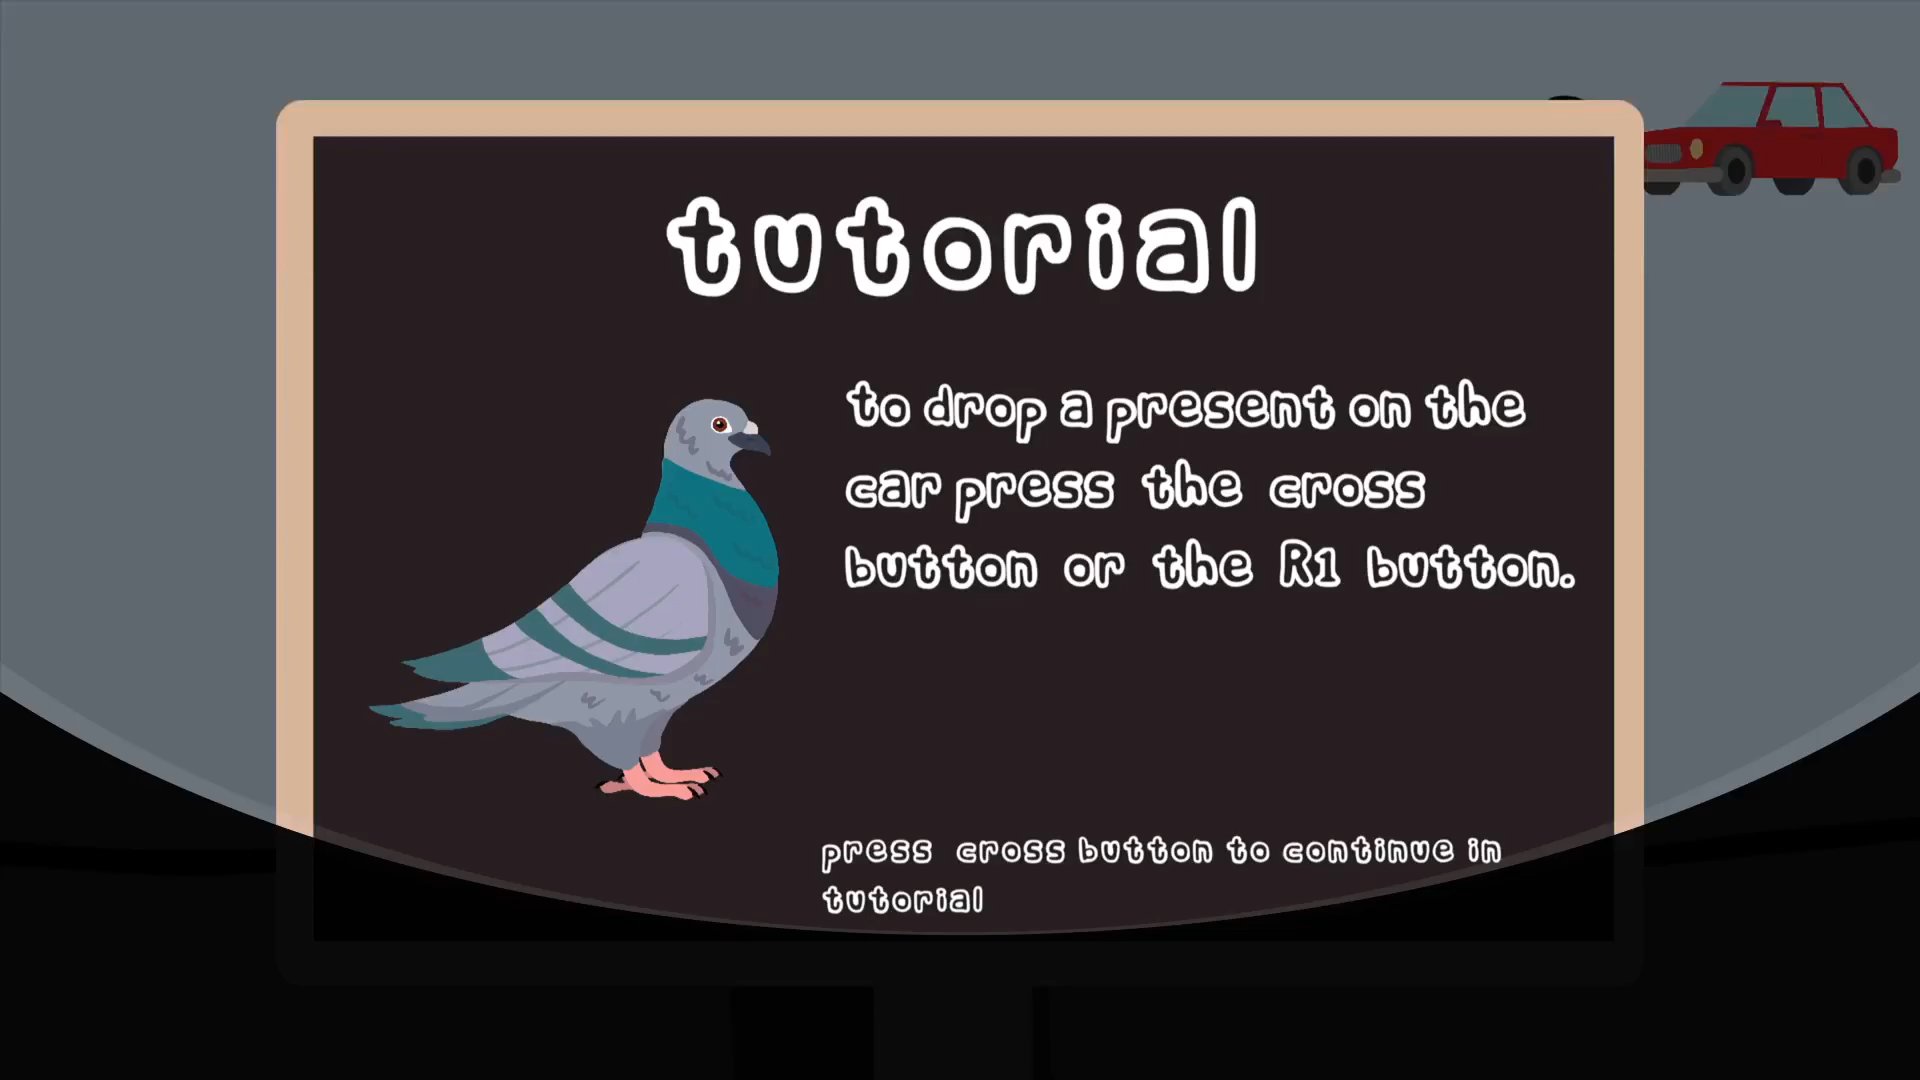 tutorial
to drop a present on the
car press the cross
button or the R1 button.
press cross button to continue in
tutorial